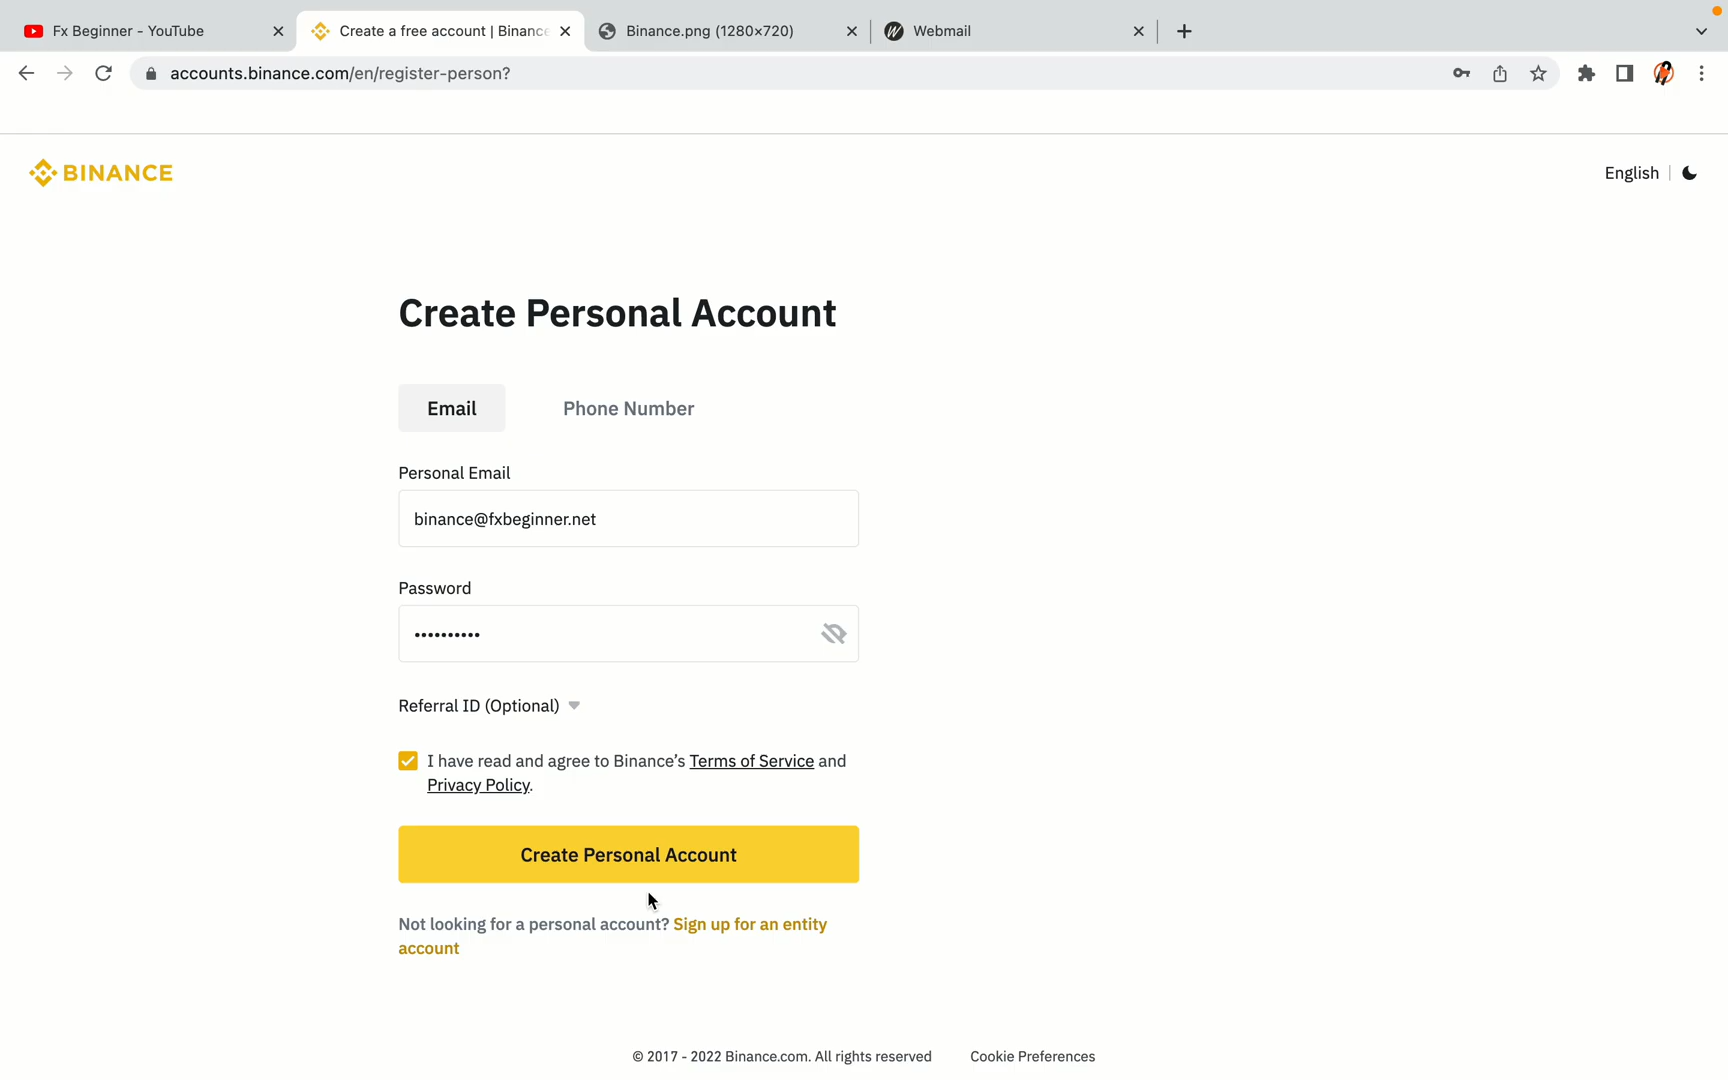 Fx Beginner - YouTube
Create a free account | Binance
Binance.png (1280×720)
Webmail
accounts.binance.com/en/register-person?
BINANCE
English
Create Personal Account
Email
Phone Number
Personal Email
binance@fxbeginner.net
Password
••••••••••
Referral ID (Optional)
I have read and agree to Binance’s Terms of Service and
Privacy Policy.
Create Personal Account
Not looking for a personal account? Sign up for an entity
account
© 2017 - 2022 Binance.com. All rights reserved
Cookie Preferences